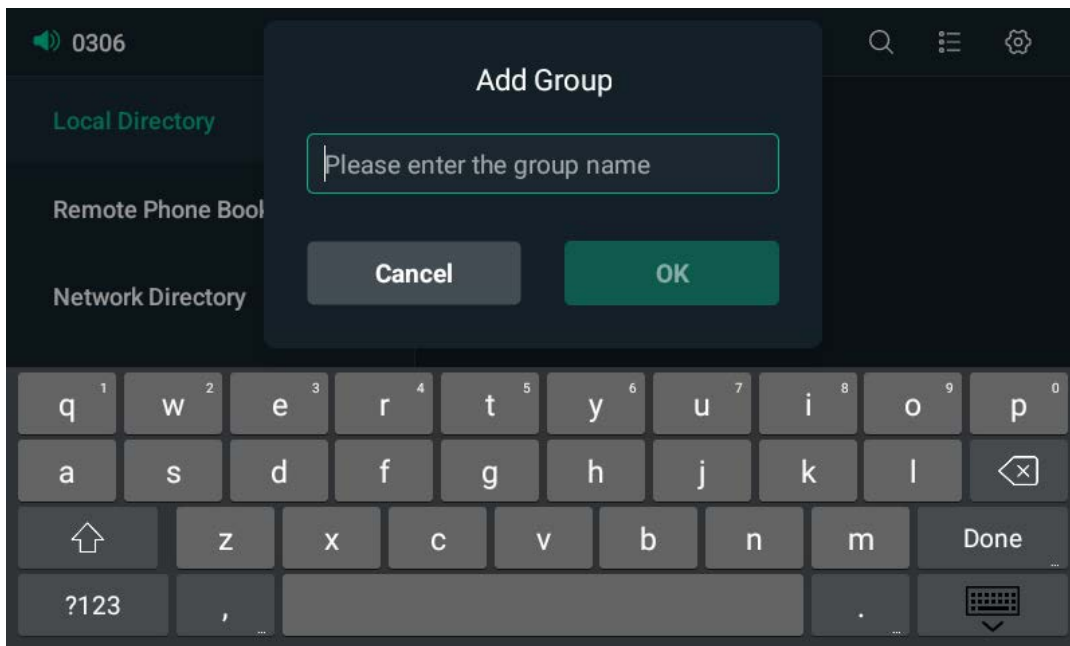 0306
Add Group
Local Directory
Please enter the group name
Remote Phone Book
Cancel
OK
Network Directory
q 1 w 2 e 3 r 4 t 5 y 6 u 7 i 8 o 9 p 0
a s d f g h j k l
z x c v b n m Done ...
?123 , ... . ...